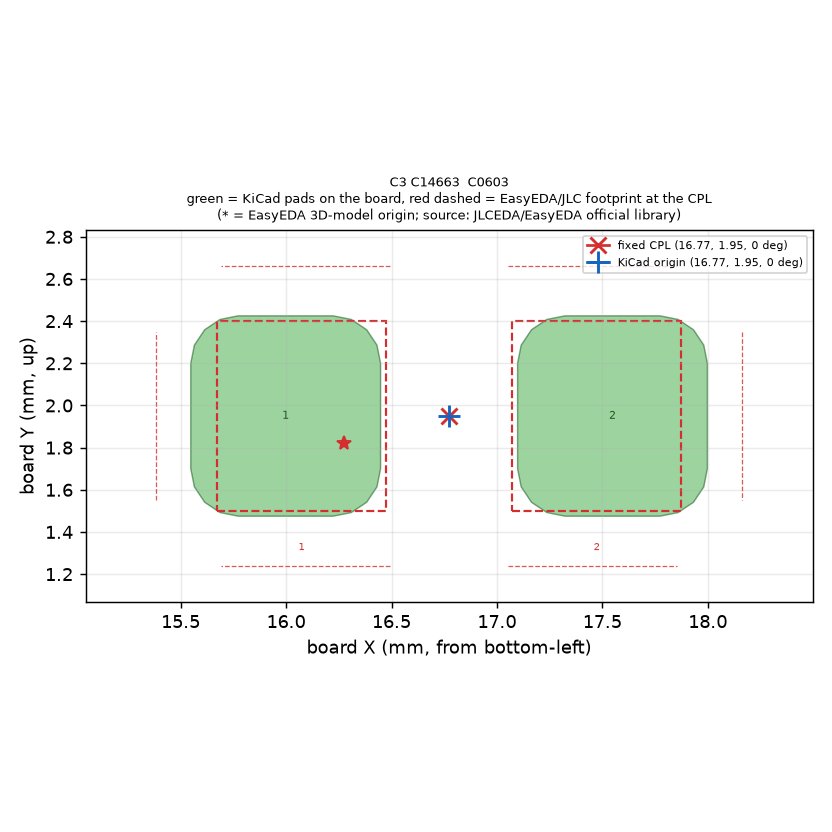 C3 C14663  C0603
green = KiCad pads on the board, red dashed = EasyEDA/JLC footprint at the CPL
(* = EasyEDA 3D-model origin; source: JLCEDA/EasyEDA official library)
fixed CPL (16.77, 1.95, 0 deg)
KiCad origin (16.77, 1.95, 0 deg)
board Y (mm, up)
2.8
2.6
2.4
2.2
2.0
1.8
1.6
1.4
1.2
1
2
1
2
15.5 16.0 16.5 17.0 17.5 18.0
board X (mm, from bottom-left)